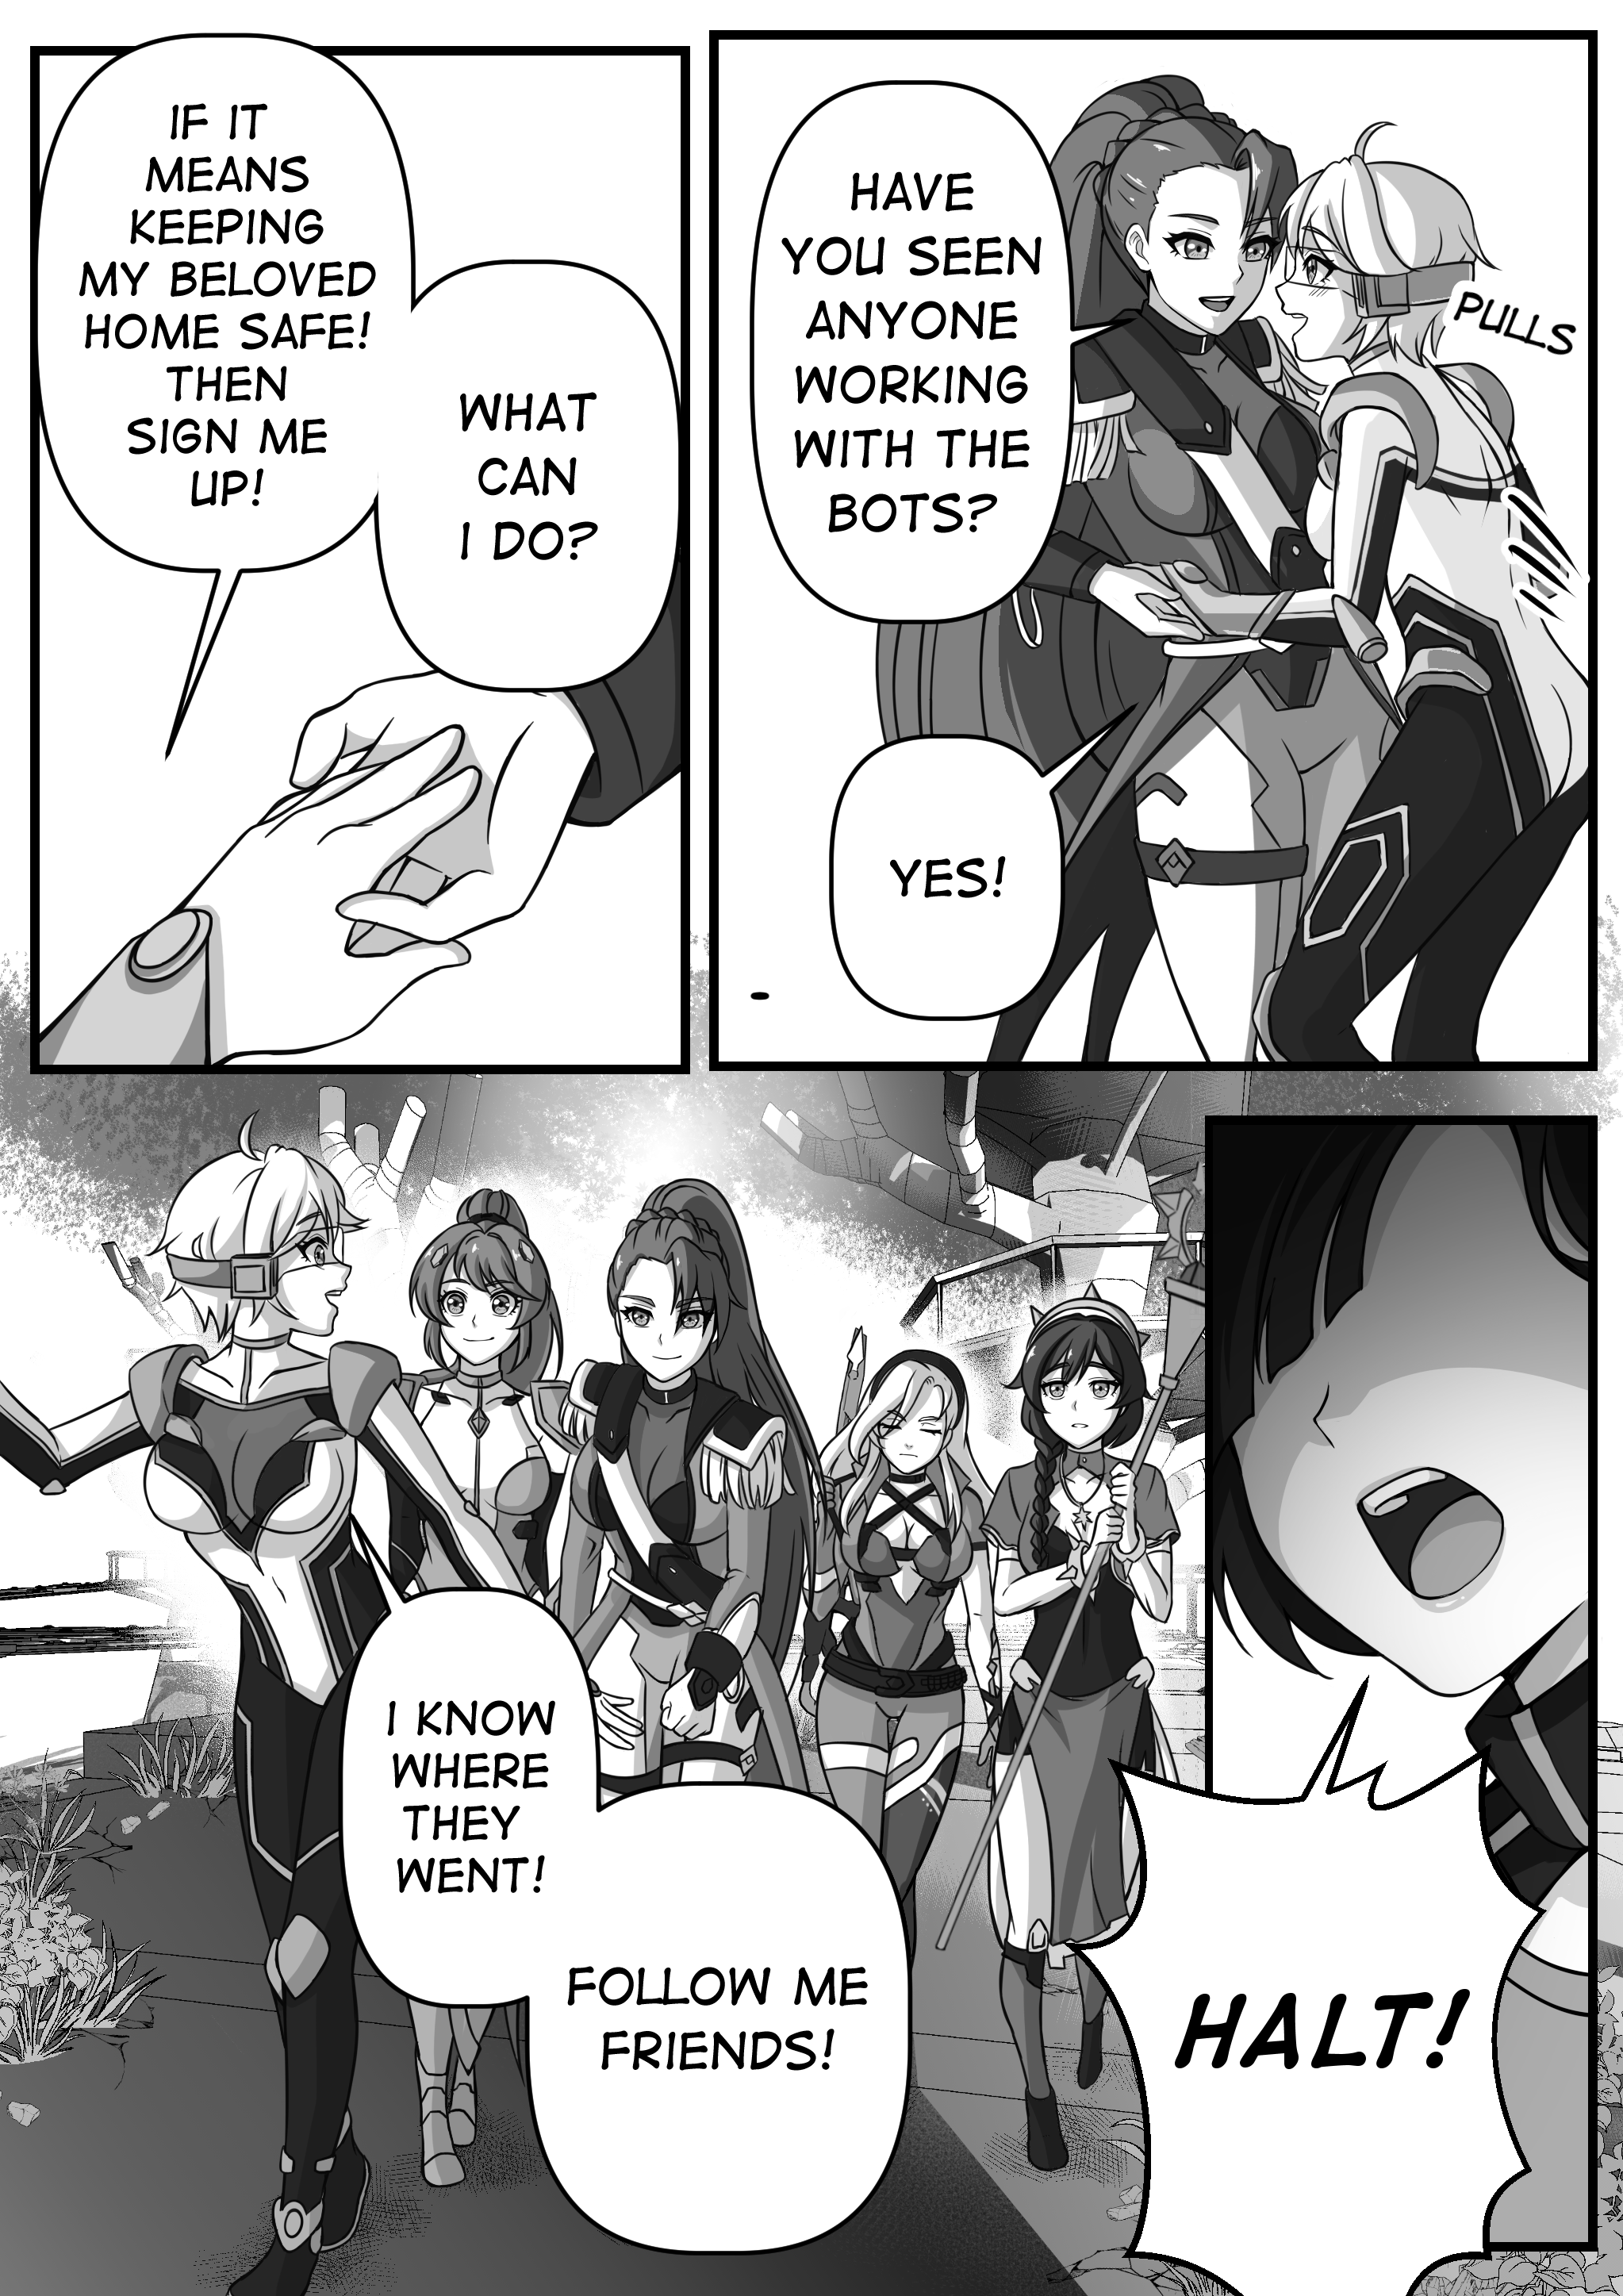 IF IT
MEANS
KEEPING
MY BELOVED
HOME SAFE!
THEN
SIGN ME
UP!
WHAT
CAN
I DO?
HAVE
YOU SEEN
ANYONE
WORKING
WITH THE
BOTS?
PULLS
YES!
I KNOW
WHERE
THEY
WENT!
FOLLOW ME
FRIENDS!
HALT!